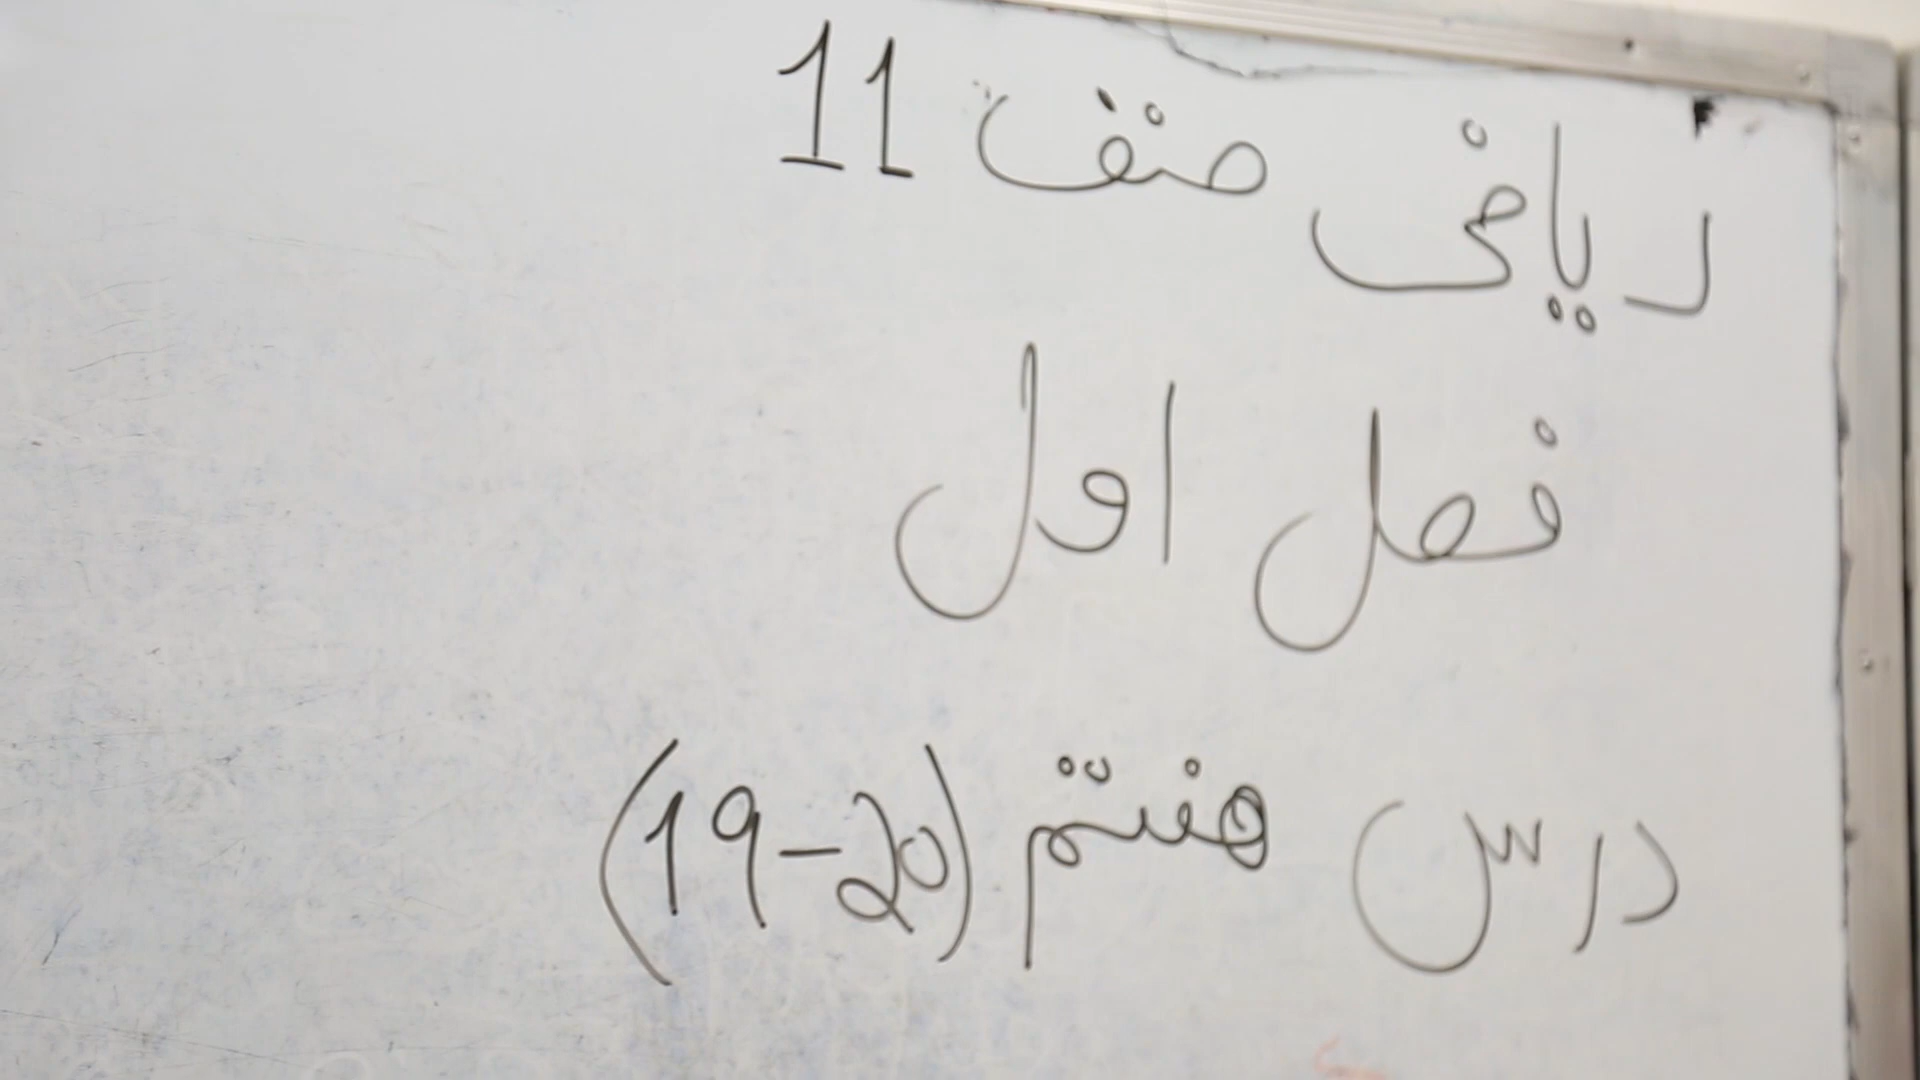 ریاضی صنف 11
فصل اول
درس هفتم (19-20)